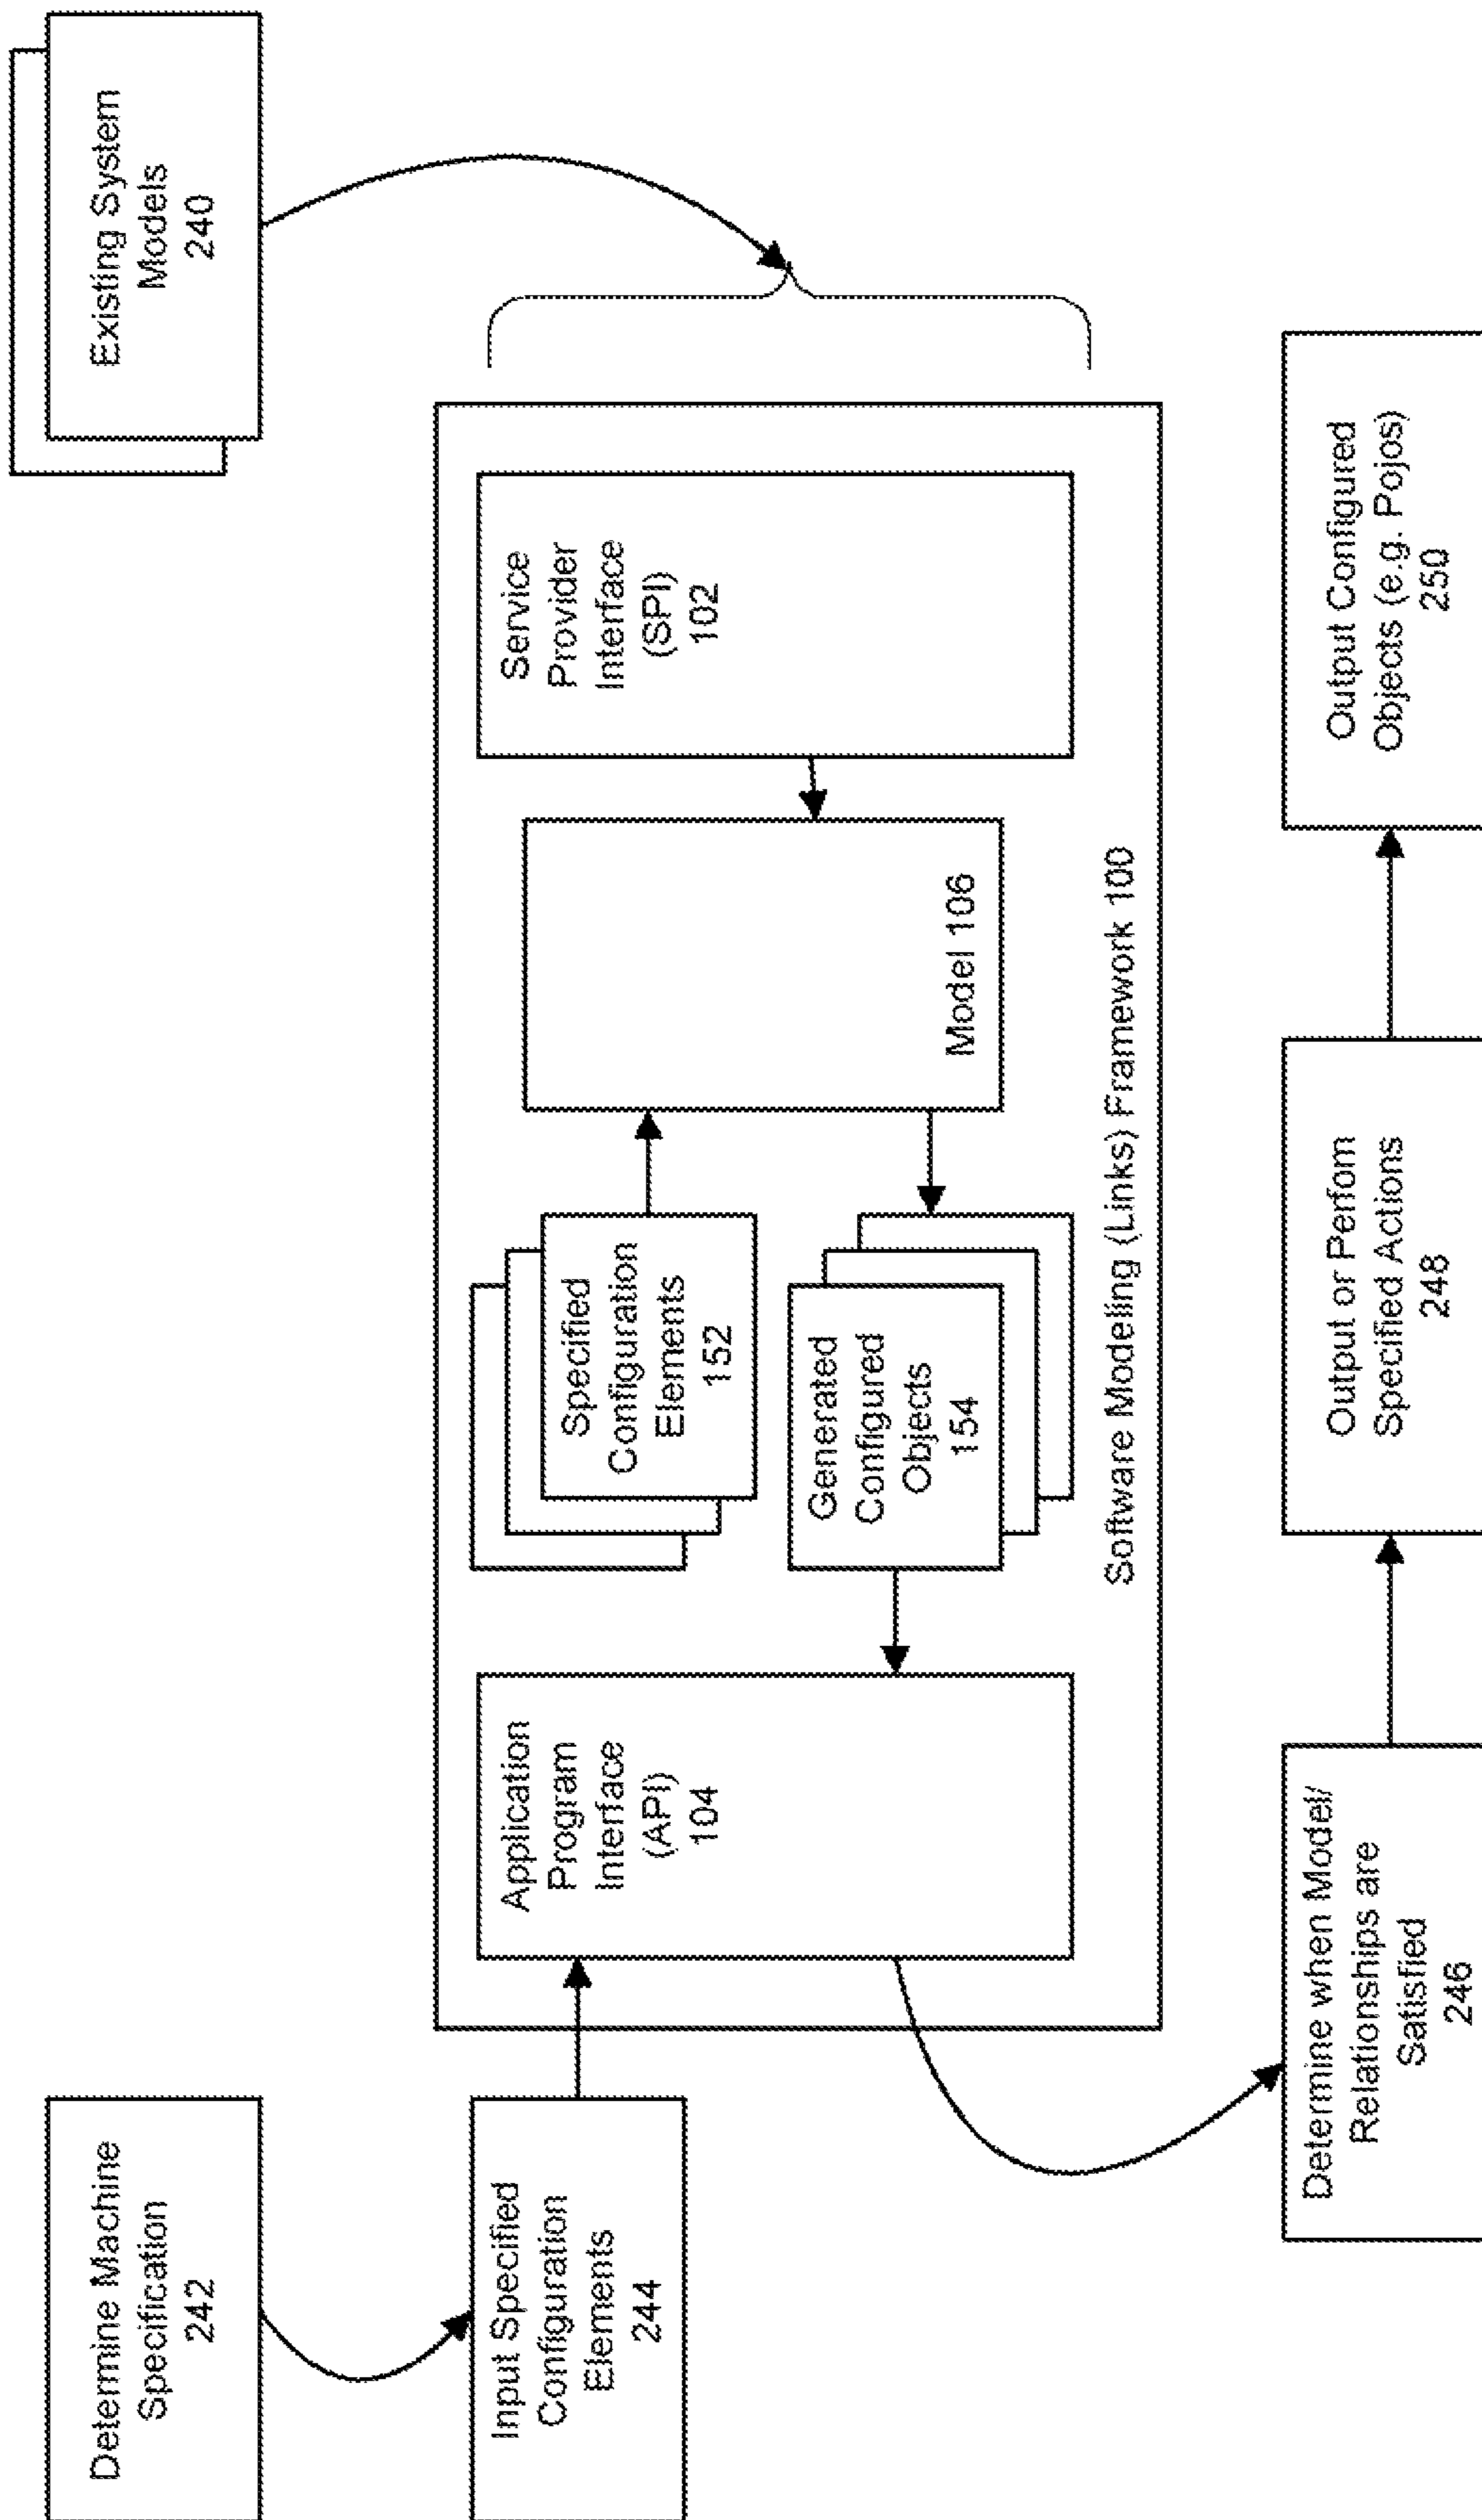 Determine Machine
Specification
242
Existing System
Models
240
Input Specified
Configuration
Elements
244
Application
Program
Interface
(API)
104
Specified
Configuration
Elements
152
Generated
Configured
Objects
154
Model 106
Service
Provider
Interface
(SPI)
102
Software Modeling (Links) Framework 100
Determine when Model/
Relationships are
Satisfied
246
Output or Perfom
Specified Actions
248
Output Configured
Objects (e.g. Pojos)
250